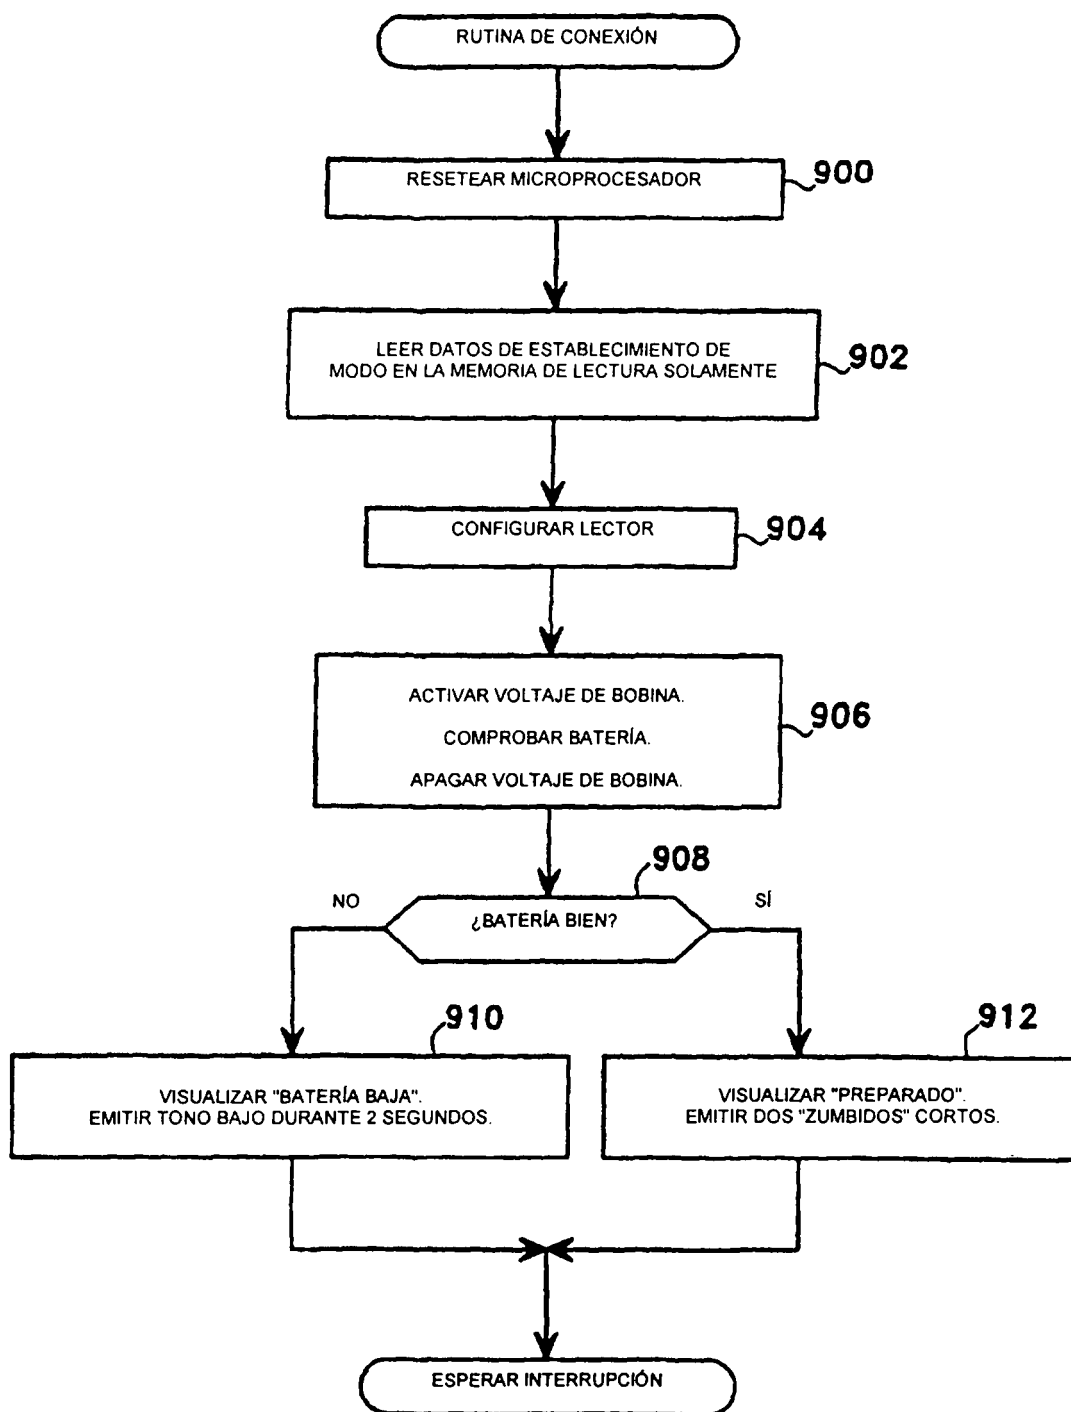 RUTINA DE CONEXIÓN
RESETEAR MICROPROCESADOR
900
LEER DATOS DE ESTABLECIMIENTO DE
MODO EN LA MEMORIA DE LECTURA SOLAMENTE
902
CONFIGURAR LECTOR
904
ACTIVAR VOLTAJE DE BOBINA.
COMPROBAR BATERÍA.
APAGAR VOLTAJE DE BOBINA.
906
908
NO
¿BATERÍA BIEN?
SÍ
910
VISUALIZAR "BATERÍA BAJA".
EMITIR TONO BAJO DURANTE 2 SEGUNDOS.
912
VISUALIZAR "PREPARADO".
EMITIR DOS "ZUMBIDOS" CORTOS.
ESPERAR INTERRUPCIÓN